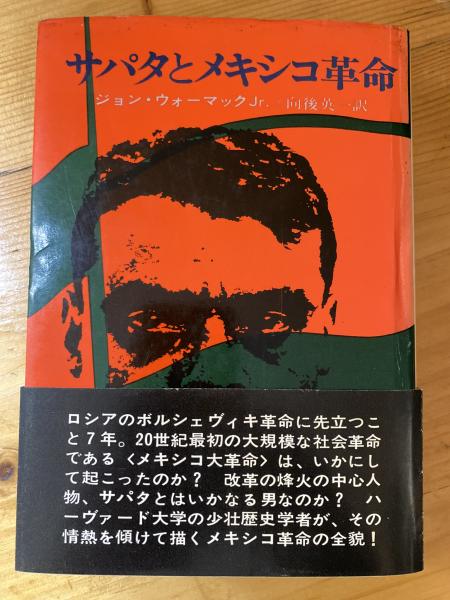 サパタとメキシコ革命
ジョン・ウォーマックJr. 向後英一訳
ロシアのボルシェヴィキ革命に先立つこ
と7年。20世紀最初の大規模な社会革命
である〈メキシコ大革命〉は、いかにし
て起こったのか？ 改革の烽火の中心人
物、サパタとはいかなる男なのか？ ハ
ーヴァード大学の少壮歴史学者が、その
情熱を傾けて描くメキシコ革命の全貌！